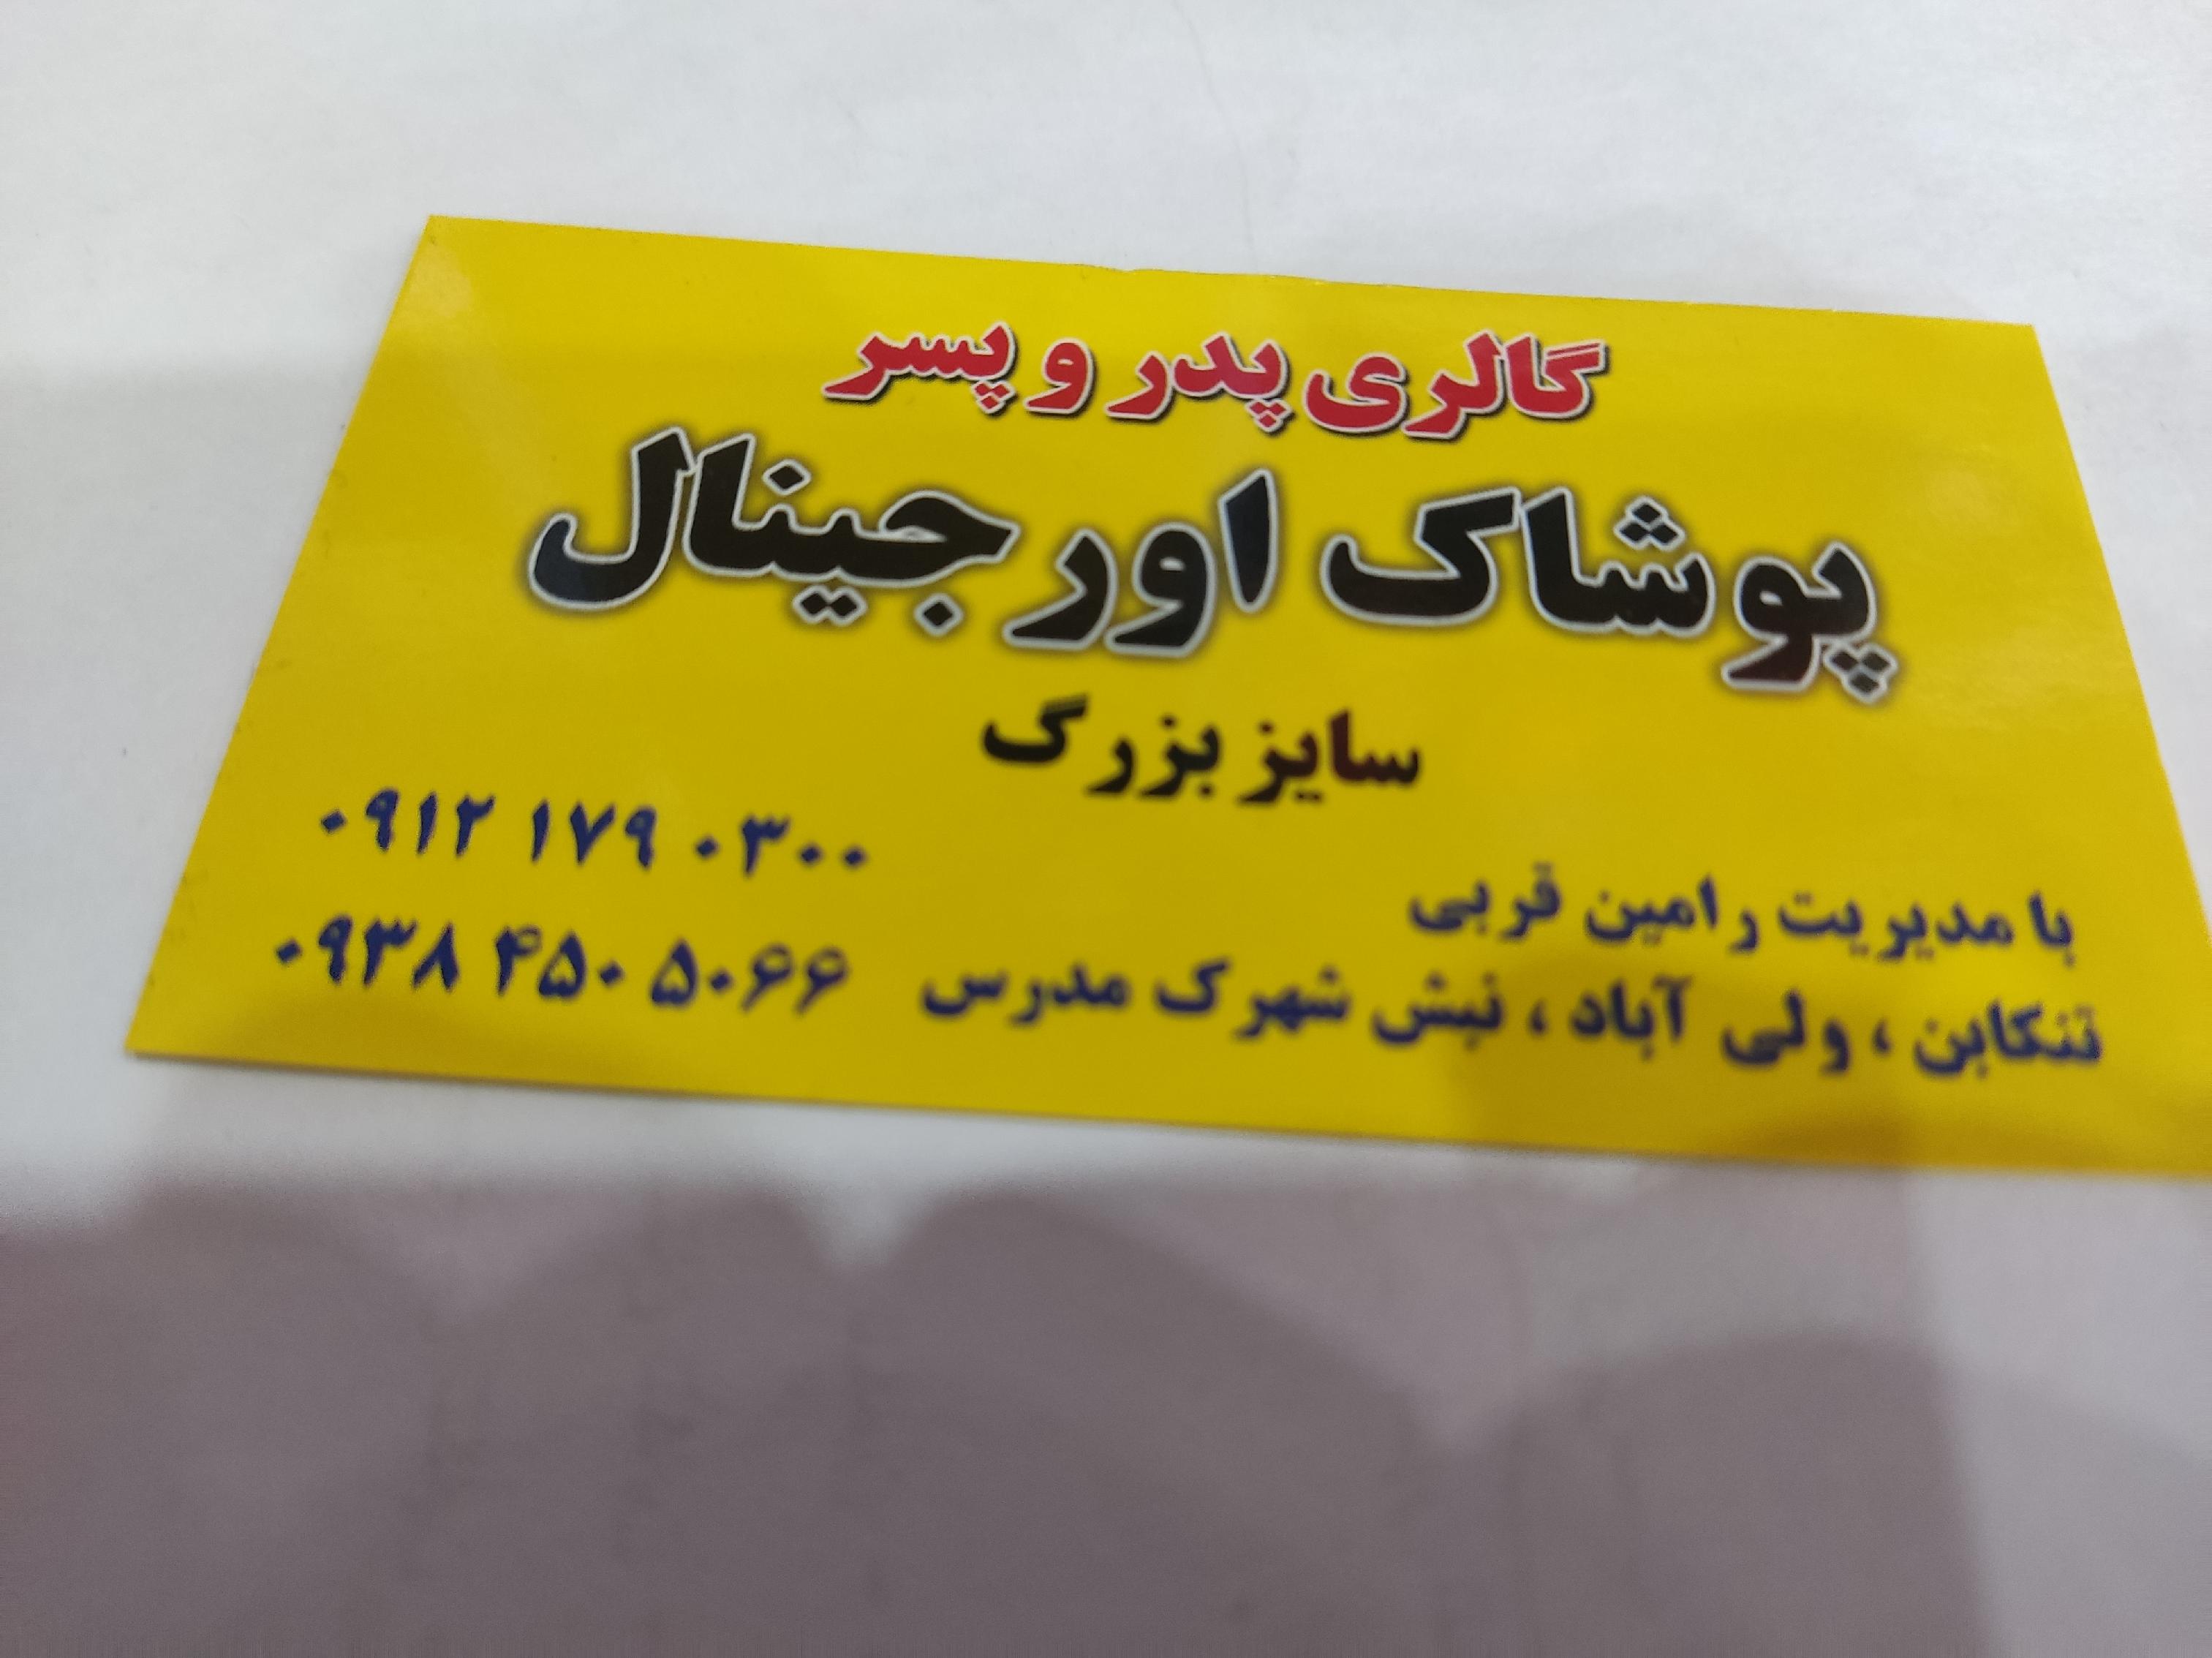 گالری پدر و پسر
پوشاک اورجینال
سایز بزرگ
۰۹۱۲ ۱۷۹ ۰۳۰۰
با مدیریت رامین قربی
۰۹۳۸ ۴۵۰ ۵۰۶۶
تنکابن ، ولی آباد ، نبش شهرک مدرس